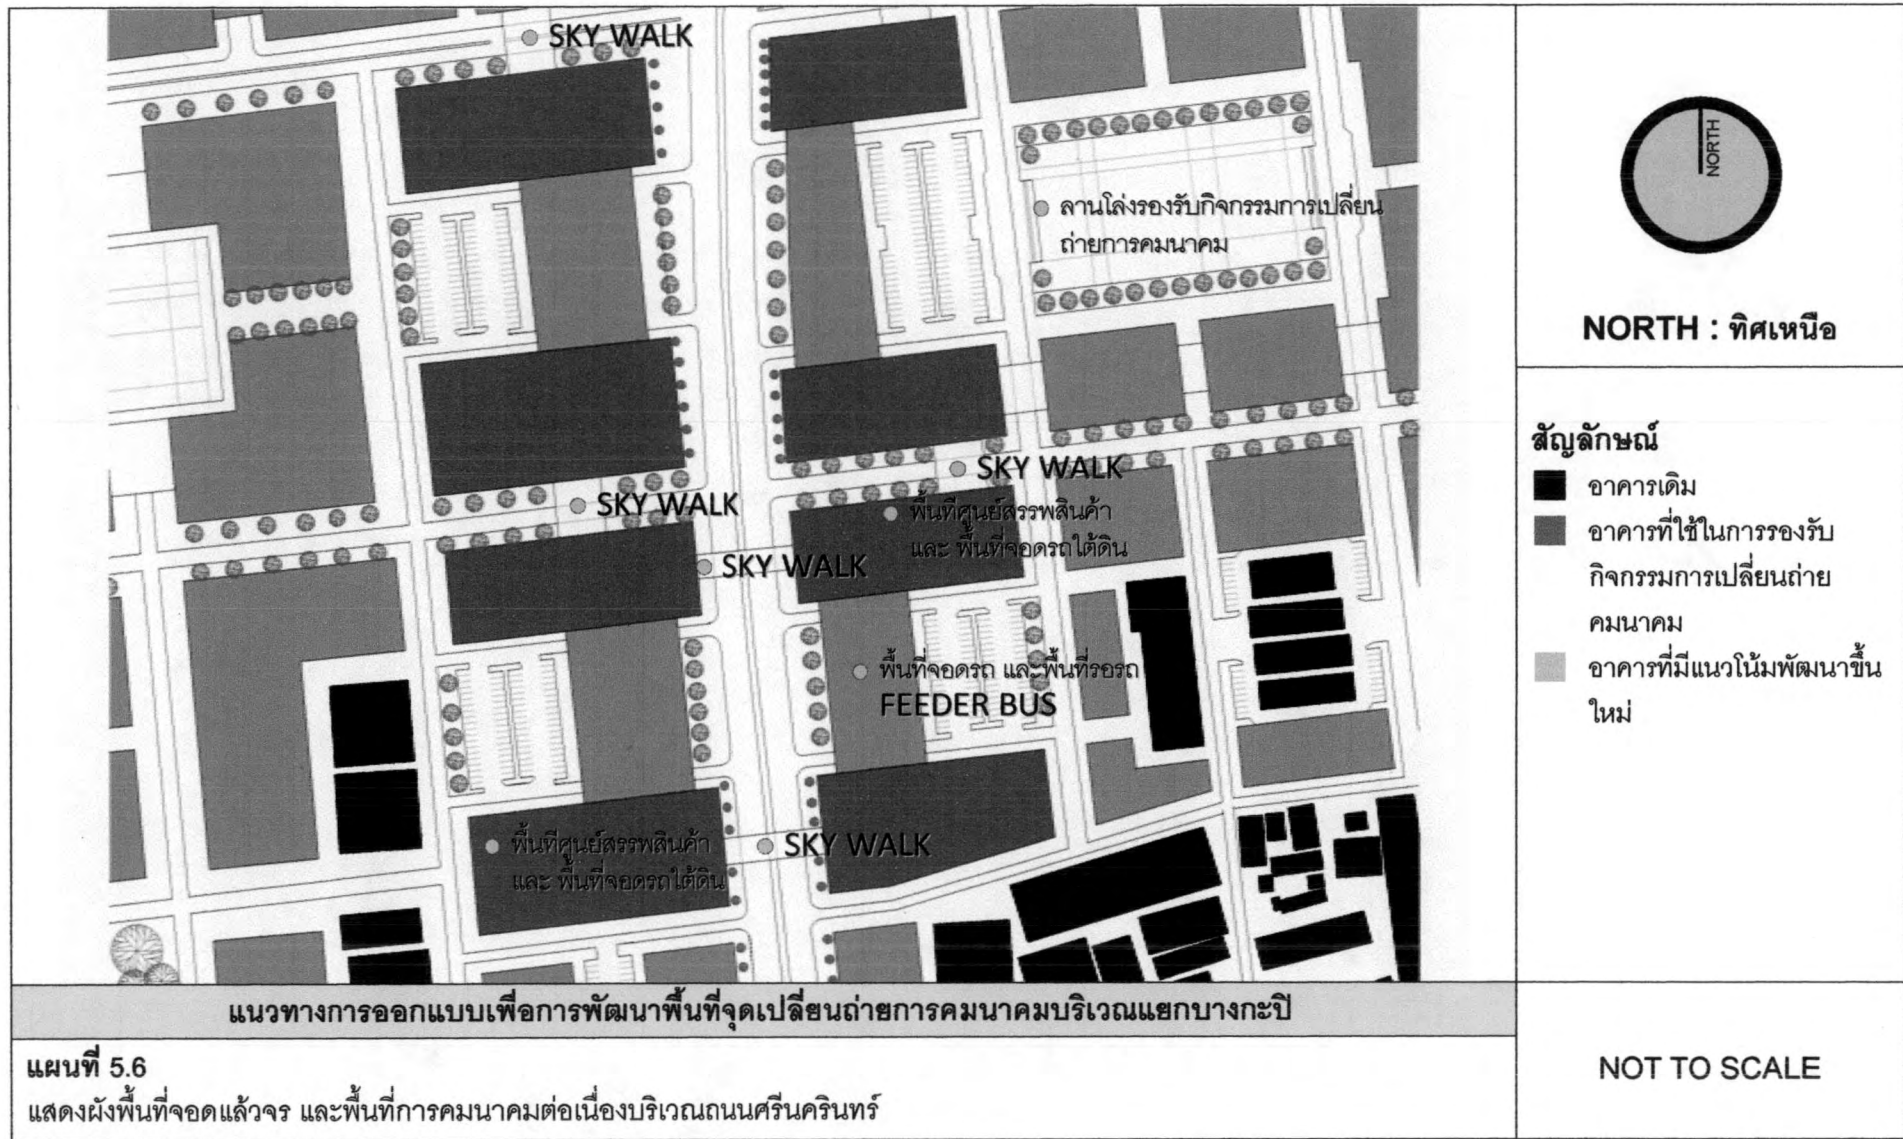 SKY WALK
ลานโล่งรองรับกิจกรรมการเปลี่ยน
ถ่ายการคมนาคม
SKY WALK
SKY WALK
พื้นที่ศูนย์สรรพสินค้า
และ พื้นที่จอดรถใต้ดิน
SKY WALK
พื้นที่จอดรถ และพื้นที่รอรถ
FEEDER BUS
SKY WALK
พื้นที่ศูนย์สรรพสินค้า
และ พื้นที่จอดรถใต้ดิน
NORTH
NORTH : ทิศเหนือ
สัญลักษณ์
อาคารเดิม
อาคารที่ใช้ในการรองรับ
กิจกรรมการเปลี่ยนถ่าย
คมนาคม
อาคารที่มีแนวโน้มพัฒนาขึ้น
ใหม่
แนวทางการออกแบบเพื่อการพัฒนาพื้นที่จุดเปลี่ยนถ่ายการคมนาคมบริเวณแยกบางกะปิ
แผนที่ 5.6
แสดงผังพื้นที่จอดแล้วจร และพื้นที่การคมนาคมต่อเนื่องบริเวณถนนศรีนครินทร์
NOT TO SCALE